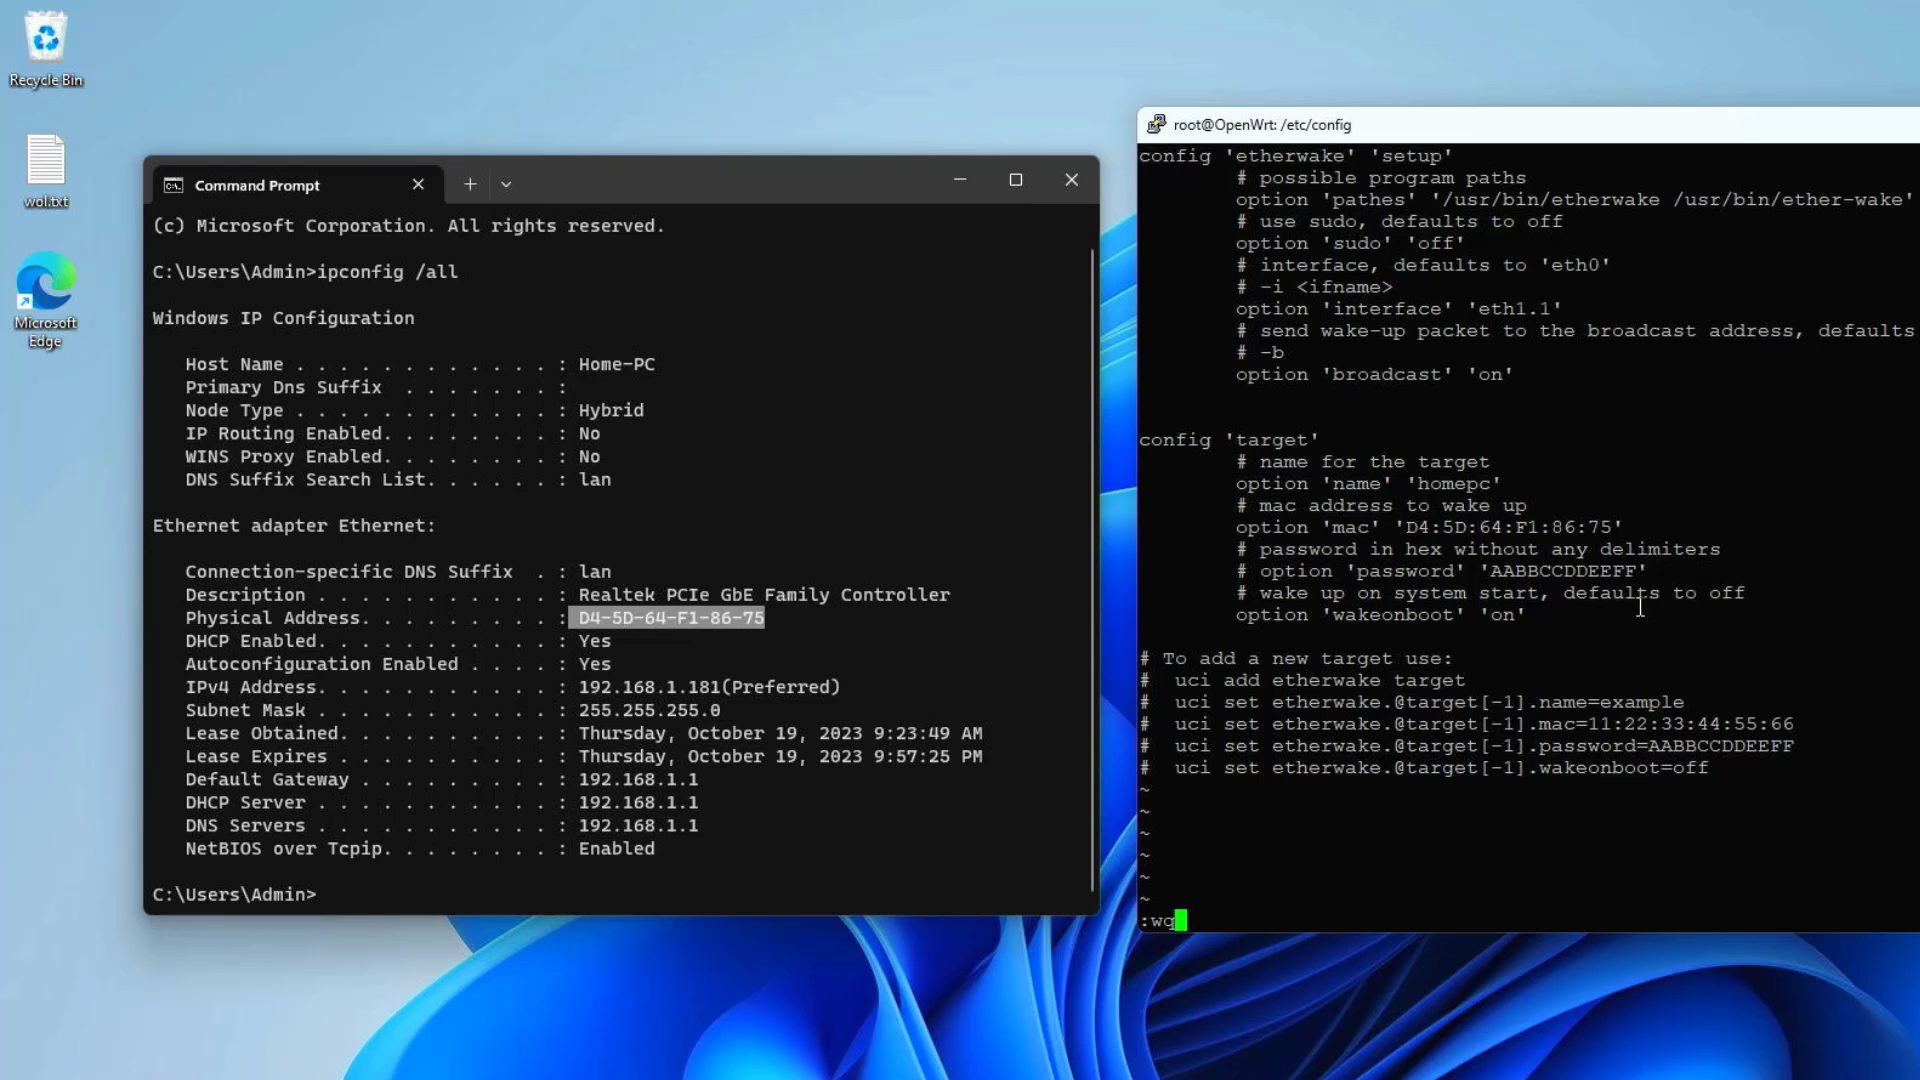 Recycle Bin
wol.txt
Microsoft
Edge
Command Prompt
(c) Microsoft Corporation. All rights reserved.
C:\Users\Admin>ipconfig /all
Windows IP Configuration
Host Name . . . . . . . . . . . . : Home-PC
Primary Dns Suffix  . . . . . . . :
Node Type . . . . . . . . . . . . : Hybrid
IP Routing Enabled. . . . . . . . : No
WINS Proxy Enabled. . . . . . . . : No
DNS Suffix Search List. . . . . . : lan
Ethernet adapter Ethernet:
Connection-specific DNS Suffix  . : lan
Description . . . . . . . . . . . : Realtek PCIe GbE Family Controller
Physical Address. . . . . . . . . : D4-5D-64-F1-86-75
DHCP Enabled. . . . . . . . . . . : Yes
Autoconfiguration Enabled . . . . : Yes
IPv4 Address. . . . . . . . . . . : 192.168.1.181(Preferred)
Subnet Mask . . . . . . . . . . . : 255.255.255.0
Lease Obtained. . . . . . . . . . : Thursday, October 19, 2023 9:23:49 AM
Lease Expires . . . . . . . . . . : Thursday, October 19, 2023 9:57:25 PM
Default Gateway . . . . . . . . . : 192.168.1.1
DHCP Server . . . . . . . . . . . : 192.168.1.1
DNS Servers . . . . . . . . . . . : 192.168.1.1
NetBIOS over Tcpip. . . . . . . . : Enabled
C:\Users\Admin>
root@OpenWrt: /etc/config
config 'etherwake' 'setup'
# possible program paths
option 'pathes' '/usr/bin/etherwake /usr/bin/ether-wake'
# use sudo, defaults to off
option 'sudo' 'off'
# interface, defaults to 'eth0'
# -i <ifname>
option 'interface' 'eth1.1'
# send wake-up packet to the broadcast address, defaults
# -b
option 'broadcast' 'on'
config 'target'
# name for the target
option 'name' 'homepc'
# mac address to wake up
option 'mac' 'D4:5D:64:F1:86:75'
# password in hex without any delimiters
# option 'password' 'AABBCCDDEEFF'
# wake up on system start, defaults to off
option 'wakeonboot' 'on'
# To add a new target use:
#  uci add etherwake target
#  uci set etherwake.@target[-1].name=example
#  uci set etherwake.@target[-1].mac=11:22:33:44:55:66
#  uci set etherwake.@target[-1].password=AABBCCDDEEFF
#  uci set etherwake.@target[-1].wakeonboot=off
~
~
~
~
~
~
:wq